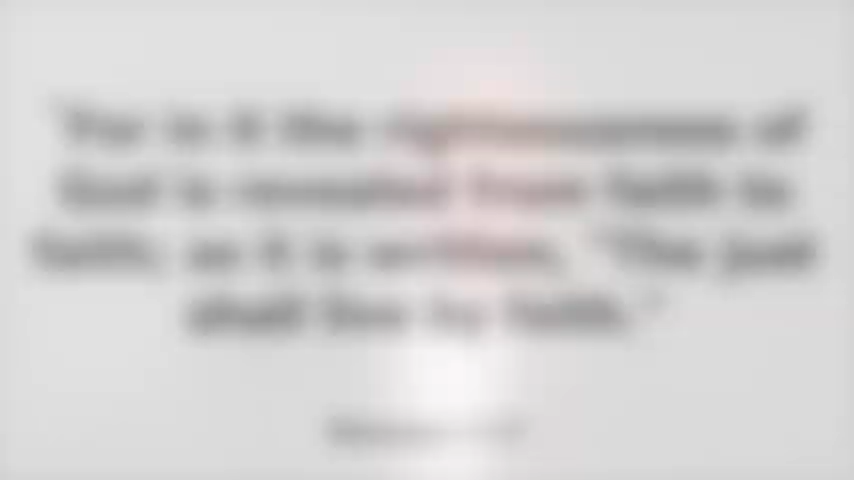 "For in it the righteousness of
God is revealed from faith to
faith; as it is written, "The just
shall live by faith."